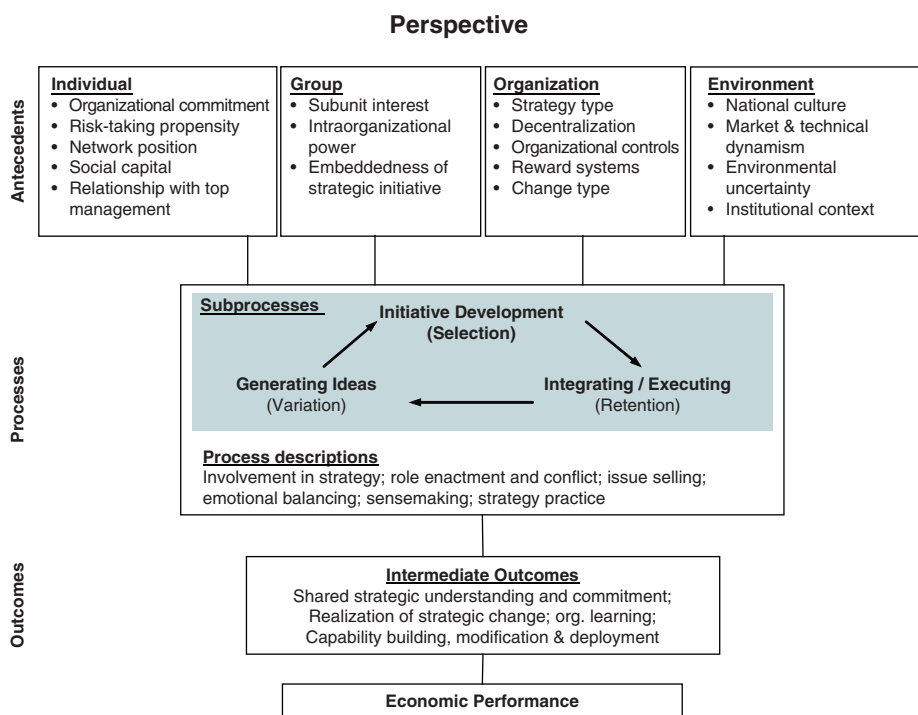 Perspective
Antecedents
Individual
• Organizational commitment
• Risk-taking propensity
• Network position
• Social capital
• Relationship with top
management
Group
• Subunit interest
• Intraorganizational
power
• Embeddedness of
strategic initiative
Organization
• Strategy type
• Decentralization
• Organizational controls
• Reward systems
• Change type
Environment
• National culture
• Market & technical
dynamism
• Environmental
uncertainty
• Institutional context
Processes
Subprocesses
Initiative Development
(Selection)
Generating Ideas
(Variation)
Integrating / Executing
(Retention)
Process descriptions
Involvement in strategy; role enactment and conflict; issue selling;
emotional balancing; sensemaking; strategy practice
Outcomes
Intermediate Outcomes
Shared strategic understanding and commitment;
Realization of strategic change; org. learning;
Capability building, modification & deployment
Economic Performance